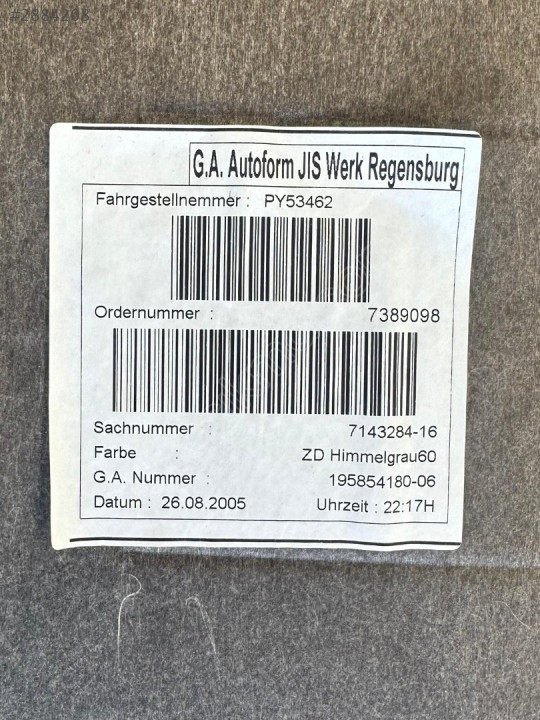 #2884208
G.A. Autoform JIS Werk Regensburg
Fahrgestellnemmer : PY53462
Ordernummer : 7389098
Sachnummer : 7143284-16
Farbe : ZD Himmelgrau60
G.A. Nummer : 195854180-06
Datum : 26.08.2005 Uhrzeit : 22:17H